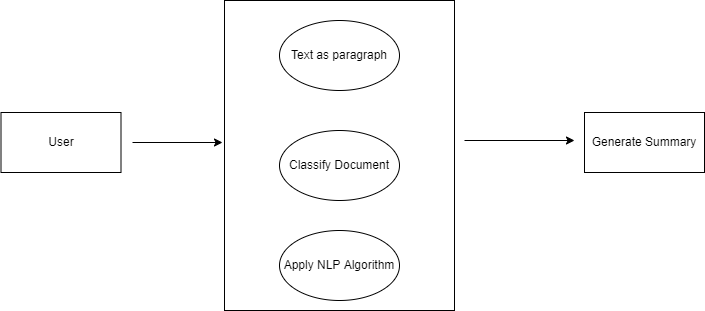 Text as paragraph
User
Classify Document
Generate Summary
Apply NLP Algorithm